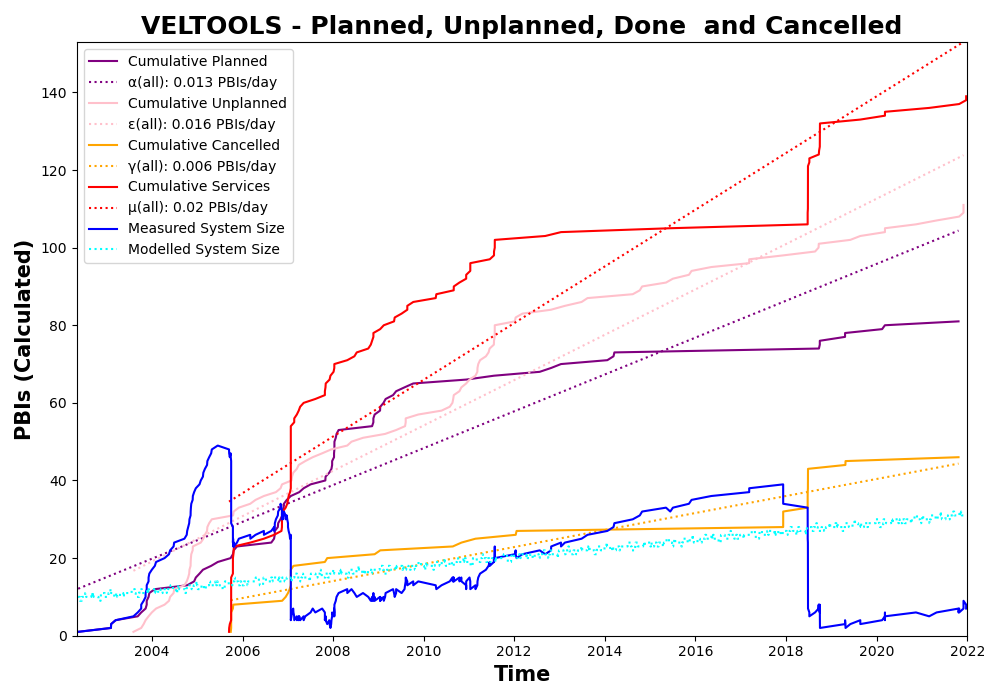 VELTOOLS - Planned, Unplanned, Done  and Cancelled
Cumulative Planned
α(all): 0.013 PBIs/day
Cumulative Unplanned
ε(all): 0.016 PBIs/day
Cumulative Cancelled
γ(all): 0.006 PBIs/day
Cumulative Services
μ(all): 0.02 PBIs/day
Measured System Size
Modelled System Size
PBIs (Calculated)
140
120
100
80
60
40
20
0
2004 2006 2008 2010 2012 2014 2016 2018 2020 2022
Time